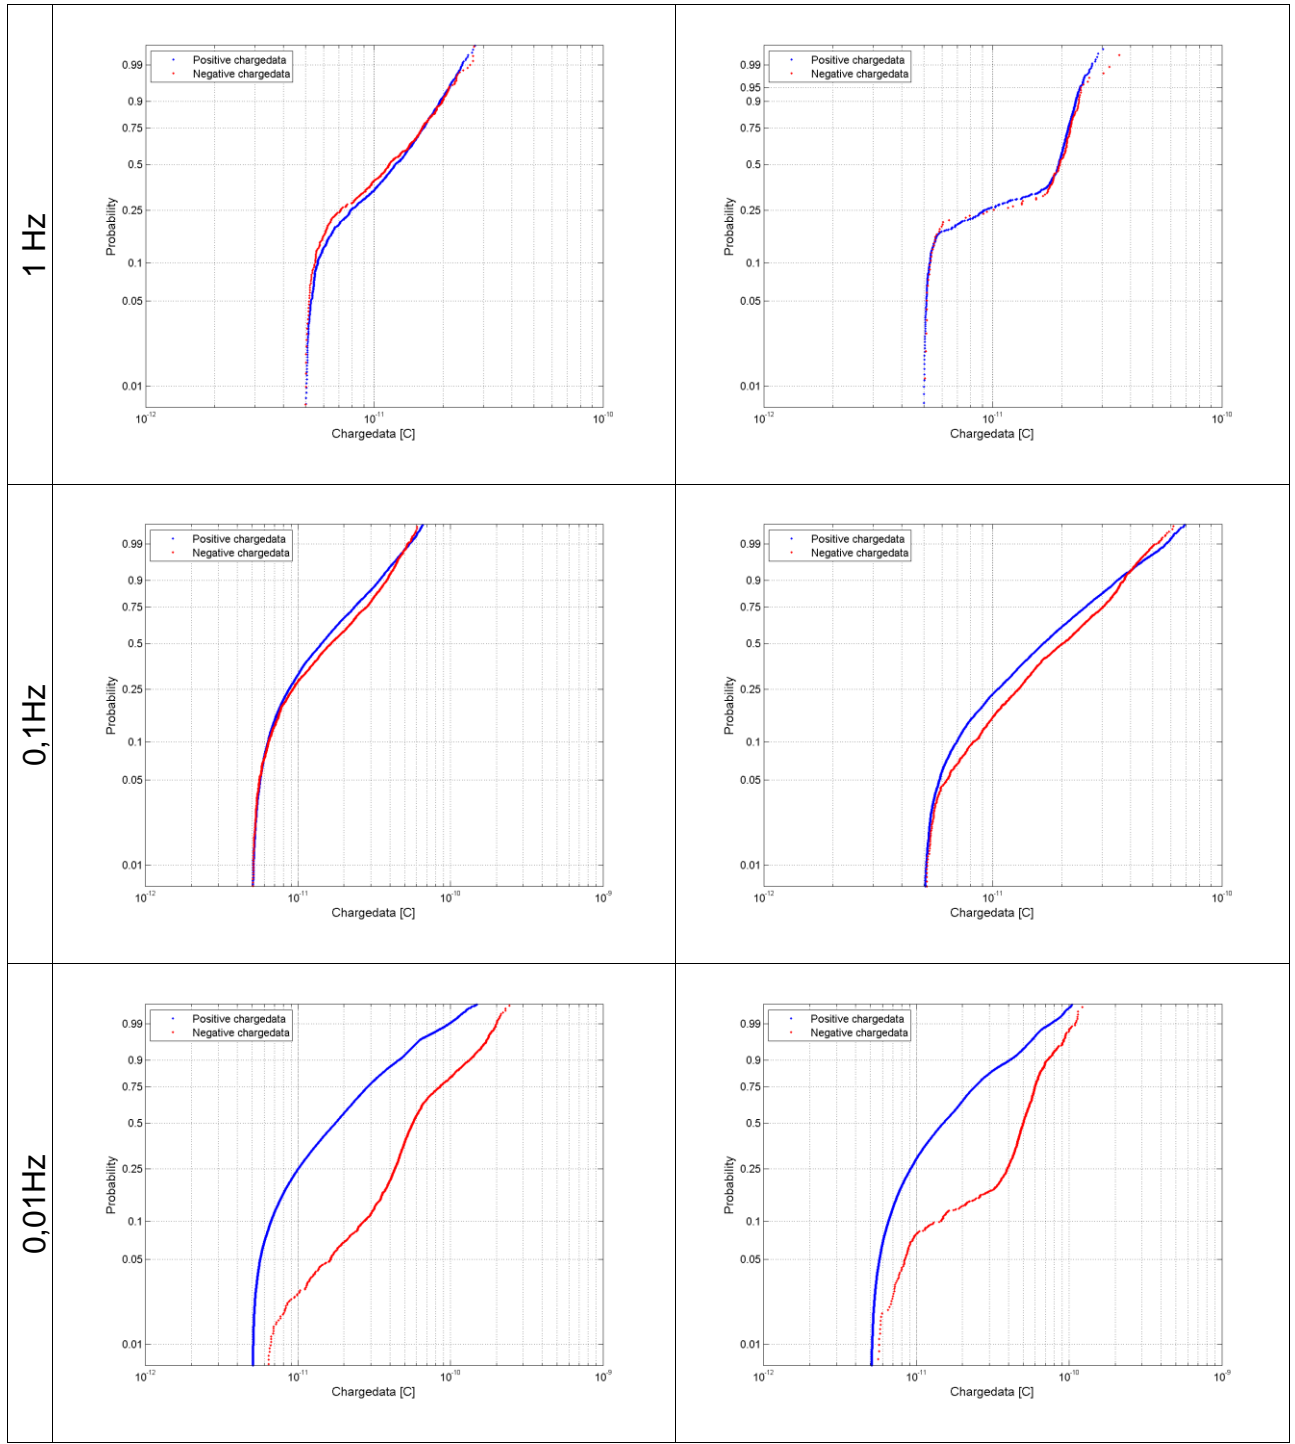 1 Hz
Positive chargedata
Negative chargedata
0.99
0.9
0.75
0.5
0.25
0.1
0.05
0.01
Probability
10-12
10-11
10-10
Chargedata [C]
Positive chargedata
Negative chargedata
0.99
0.95
0.9
0.75
0.5
0.25
0.1
0.05
0.01
Probability
10-12
10-11
10-10
Chargedata [C]
0,1Hz
Positive chargedata
Negative chargedata
0.99
0.9
0.75
0.5
0.25
0.1
0.05
0.01
Probability
10-12
10-11
10-10
10-9
Chargedata [C]
Positive chargedata
Negative chargedata
0.99
0.9
0.75
0.5
0.25
0.1
0.05
0.01
Probability
10-12
10-11
10-10
Chargedata [C]
0,01Hz
Positive chargedata
Negative chargedata
0.99
0.9
0.75
0.5
0.25
0.1
0.05
0.01
Probability
10-12
10-11
10-10
10-9
Chargedata [C]
Positive chargedata
Negative chargedata
0.99
0.9
0.75
0.5
0.25
0.1
0.05
0.01
Probability
10-12
10-11
10-10
10-9
Chargedata [C]